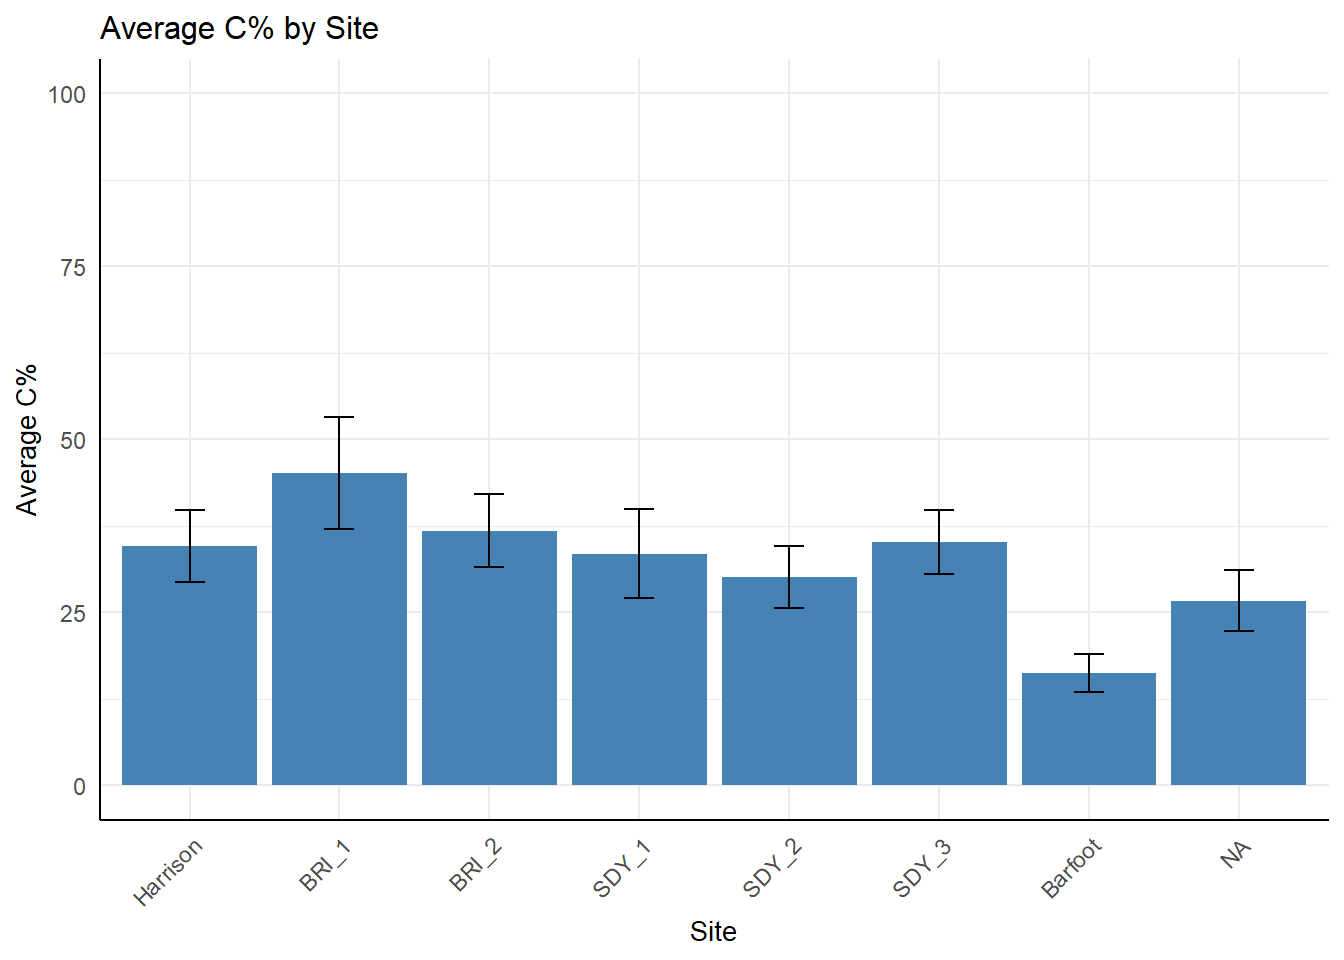 Average C% by Site
100
75
50
25
0
Average C%
Harrison
BRI_1
BRI_2
SDY_1
SDY_2
SDY_3
Barfoot
NA
Site